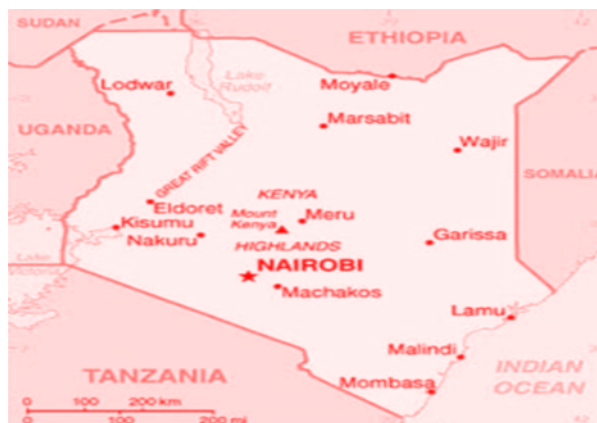 SUDAN
ETHIOPIA
Lodwar
Lake
Rudolf
Moyale
UGANDA
Marsabit
Wajir
GREAT RIFT VALLEY
SOMALIA
KENYA
Eldoret
Mount
Kenya
Meru
Kisumu
Nakuru
HIGHLANDS
Garissa
Lake
Victoria
NAIROBI
Machakos
Lamu
Malindi
INDIAN
OCEAN
TANZANIA
Mombasa
0 100 200 km
0 100 200 mi